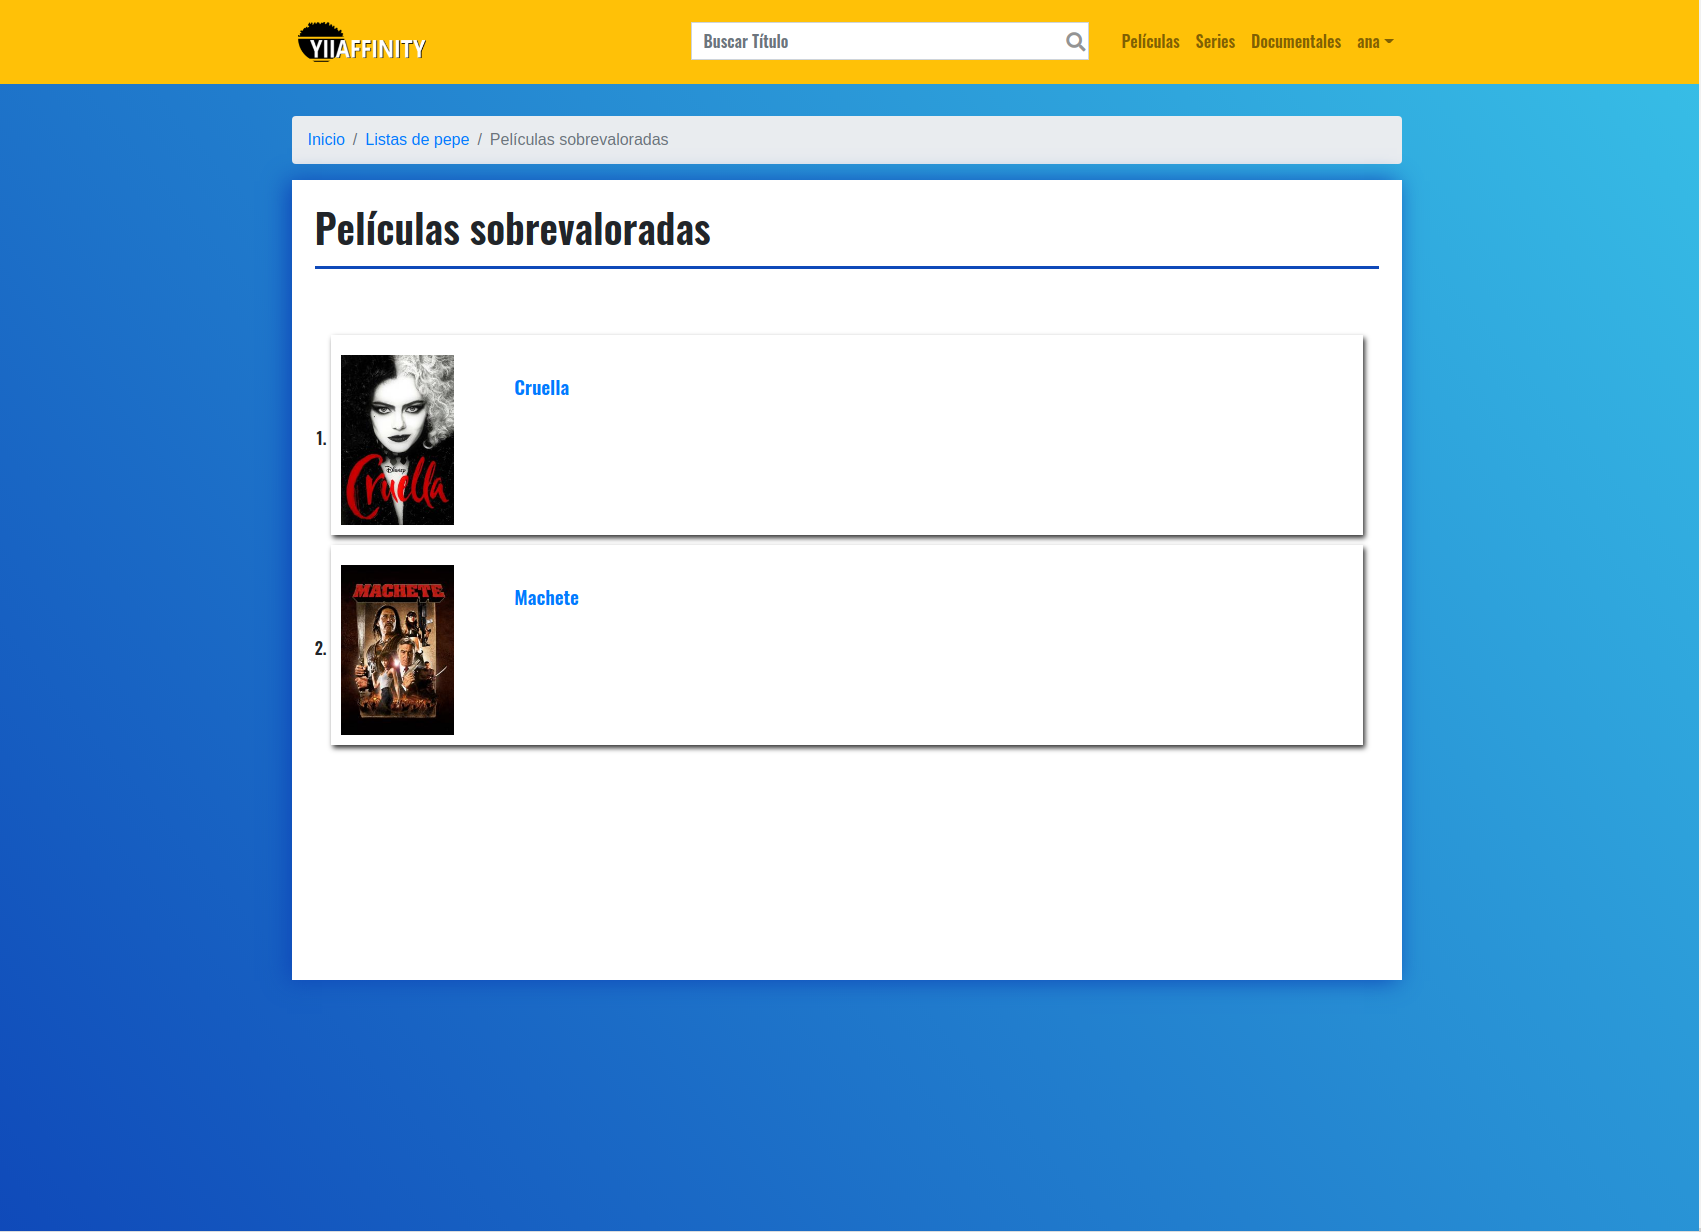 YIIAFFINITY
Buscar Título
Películas Series Documentales ana
Inicio / Listas de pepe / Películas sobrevaloradas
Películas sobrevaloradas
1.
Cruella
Disney
Cruella
2.
Machete
MACHETE